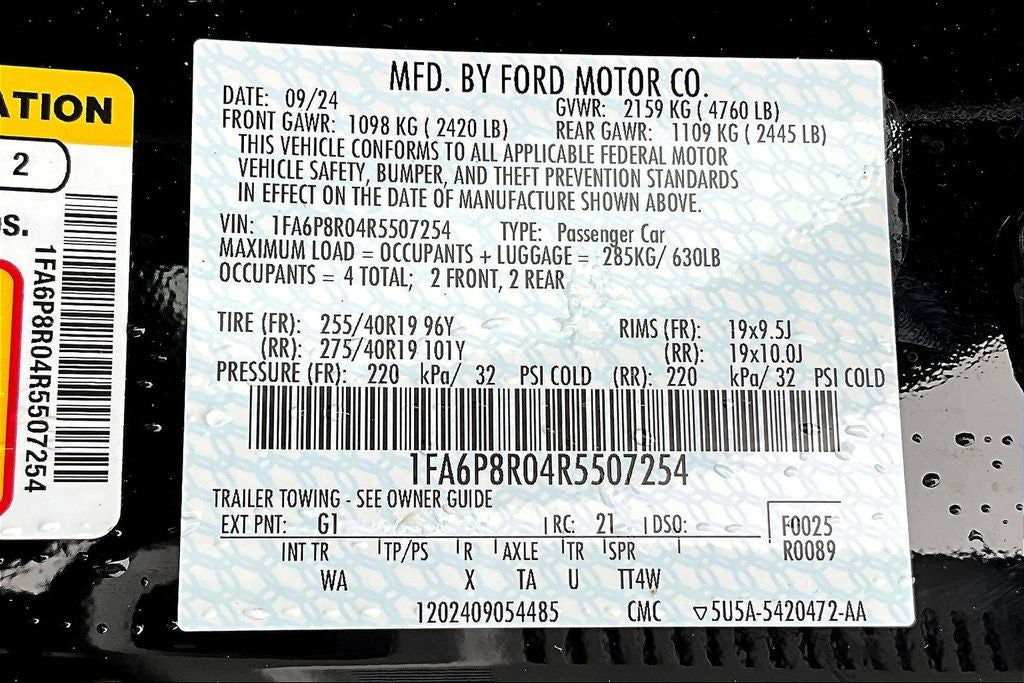 ATION
2
s.
1FA6P8R04R5507254
MFD. BY FORD MOTOR CO.
DATE: 09/24 GVWR: 2159 KG ( 4760 LB)
FRONT GAWR: 1098 KG ( 2420 LB) REAR GAWR: 1109 KG ( 2445 LB)
THIS VEHICLE CONFORMS TO ALL APPLICABLE FEDERAL MOTOR
VEHICLE SAFETY, BUMPER, AND THEFT PREVENTION STANDARDS
IN EFFECT ON THE DATE OF MANUFACTURE SHOWN ABOVE.
VIN: 1FA6P8R04R5507254 TYPE: Passenger Car
MAXIMUM LOAD = OCCUPANTS + LUGGAGE = 285KG/ 630LB
OCCUPANTS = 4 TOTAL; 2 FRONT, 2 REAR
TIRE (FR): 255/40R19 96Y RIMS (FR): 19x9.5J
(RR): 275/40R19 101Y (RR): 19x10.0J
PRESSURE (FR): 220 kPa/ 32 PSI COLD (RR): 220 kPa/ 32 PSI COLD
1FA6P8R04R5507254
TRAILER TOWING - SEE OWNER GUIDE
EXT PNT: G1 RC: 21 DSO: F0025
INT TR TP/PS R AXLE TR SPR R0089
WA X TA U TT4W
1202409054485 CMC ▽5U5A-5420472-AA